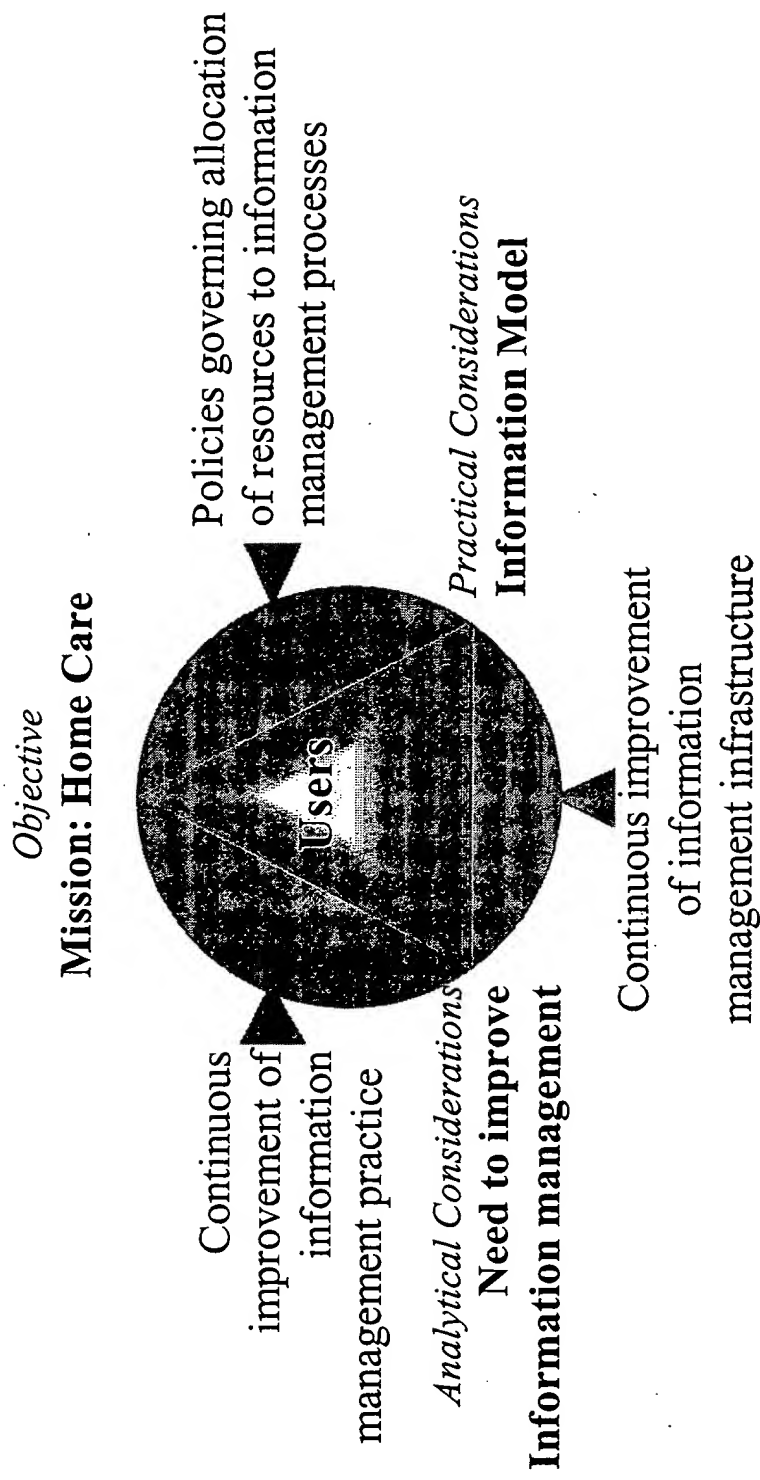 Objective
Mission: Home Care
Continuous
improvement of
information
management practice
Policies governing allocation
of resources to information
management processes
Users
Analytical Considerations
Need to improve
Information management
Practical Considerations
Information Model
Continuous improvement
of information
management infrastructure